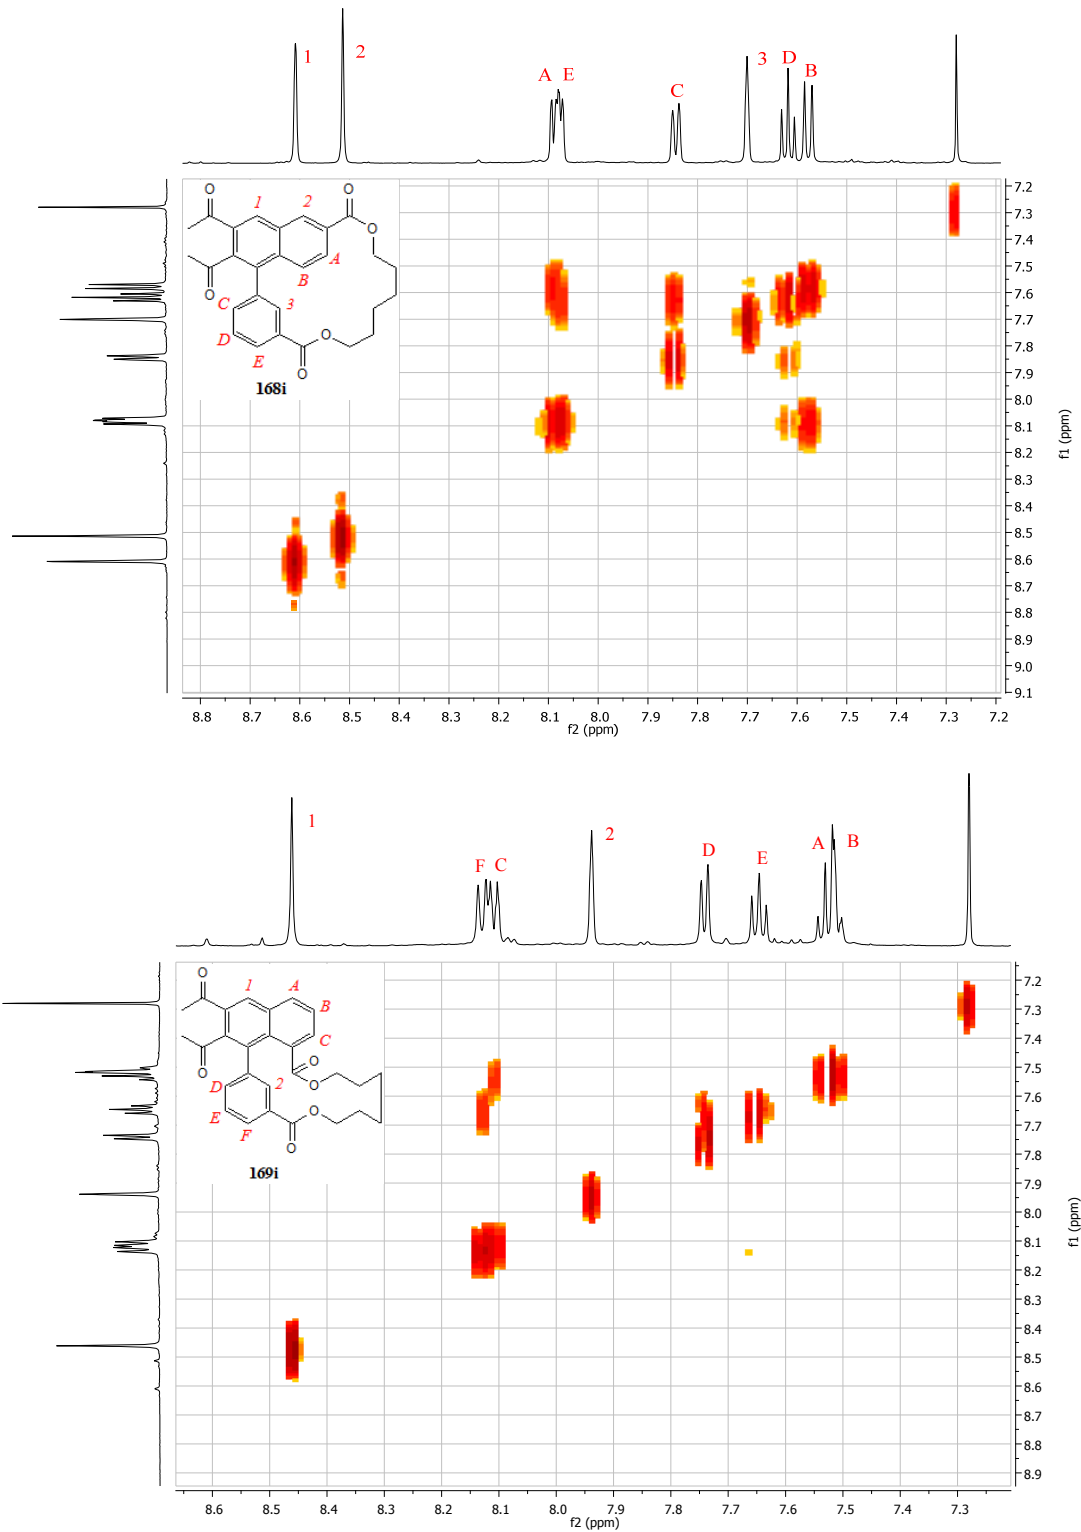 1
2
A E
C
3
D
B
O
O
1
2
O
A
B
O
C
3
D
E
O
O
168i
7.2
7.3
7.4
7.5
7.6
7.7
7.8
7.9
8.0
8.1
8.2
8.3
8.4
8.5
8.6
8.7
8.8
8.9
9.0
9.1
f1 (ppm)
8.8 8.7 8.6 8.5 8.4 8.3 8.2 8.1 8.0 7.9 7.8 7.7 7.6 7.5 7.4 7.3 7.2
f2 (ppm)
1
F C
2
D
E
A B
O
1
A
B
C
O
O
O
D
2
E
F
O
O
169i
7.2
7.3
7.4
7.5
7.6
7.7
7.8
7.9
8.0
8.1
8.2
8.3
8.4
8.5
8.6
8.7
8.8
8.9
f1 (ppm)
8.6 8.5 8.4 8.3 8.2 8.1 8.0 7.9 7.8 7.7 7.6 7.5 7.4 7.3
f2 (ppm)